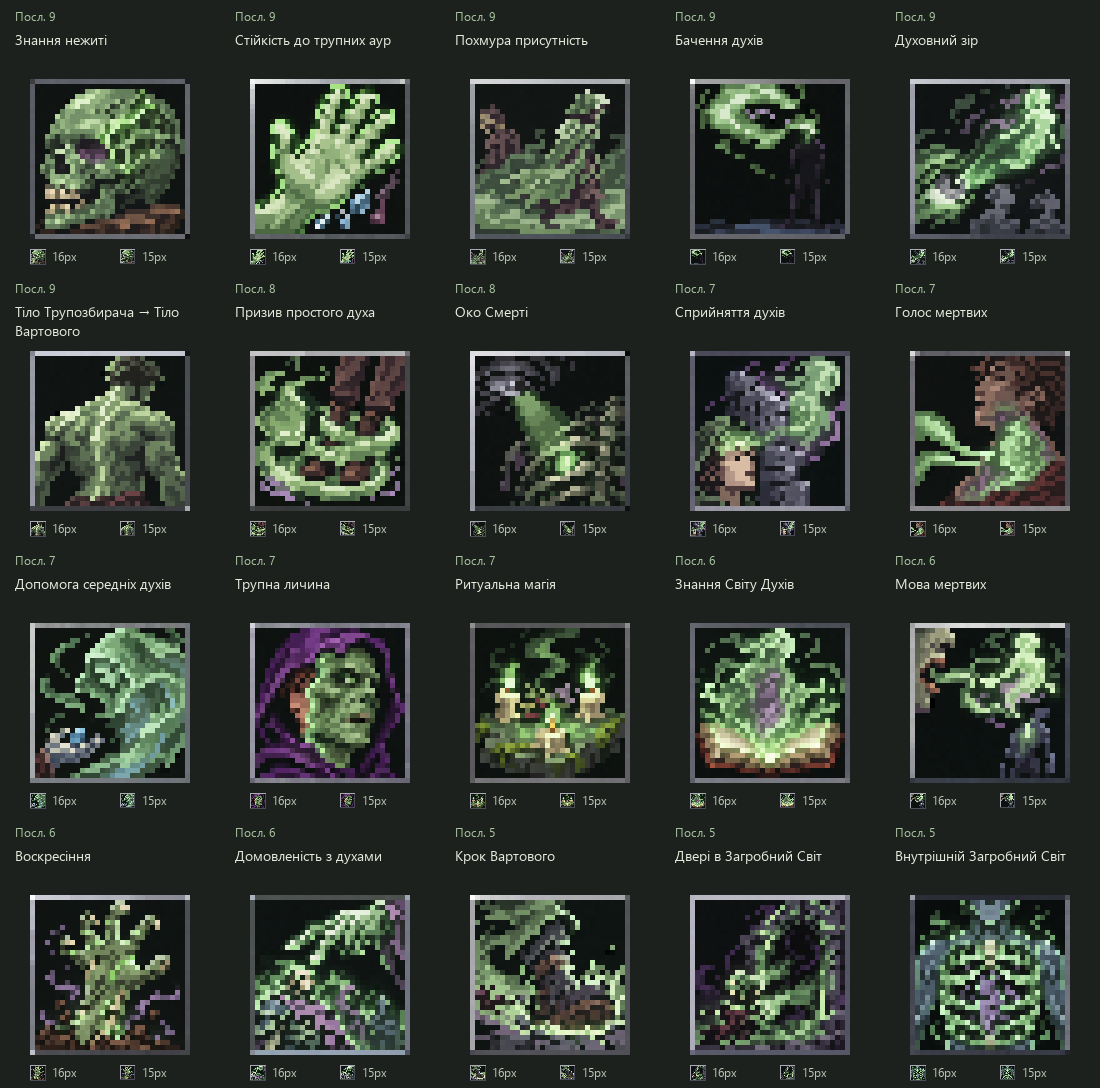 Посл. 9
Посл. 9
Посл. 9
Посл. 9
Посл. 9
Знання нежиті
Стійкість до трупних аур
Похмура присутність
Бачення духів
Духовний зір
16px
15px
16px
15px
16px
15px
16px
15px
16px
15px
Посл. 9
Посл. 8
Посл. 8
Посл. 7
Посл. 7
Тіло Трупозбирача → Тіло
Вартового
Призив простого духа
Око Смерті
Сприйняття духів
Голос мертвих
16px
15px
16px
15px
16px
15px
16px
15px
16px
15px
Посл. 7
Посл. 7
Посл. 7
Посл. 6
Посл. 6
Допомога середніх духів
Трупна личина
Ритуальна магія
Знання Світу Духів
Мова мертвих
16px
15px
16px
15px
16px
15px
16px
15px
16px
15px
Посл. 6
Посл. 6
Посл. 5
Посл. 5
Посл. 5
Воскресіння
Домовленість з духами
Крок Вартового
Двері в Загробний Світ
Внутрішній Загробний Світ
16px
15px
16px
15px
16px
15px
16px
15px
16px
15px